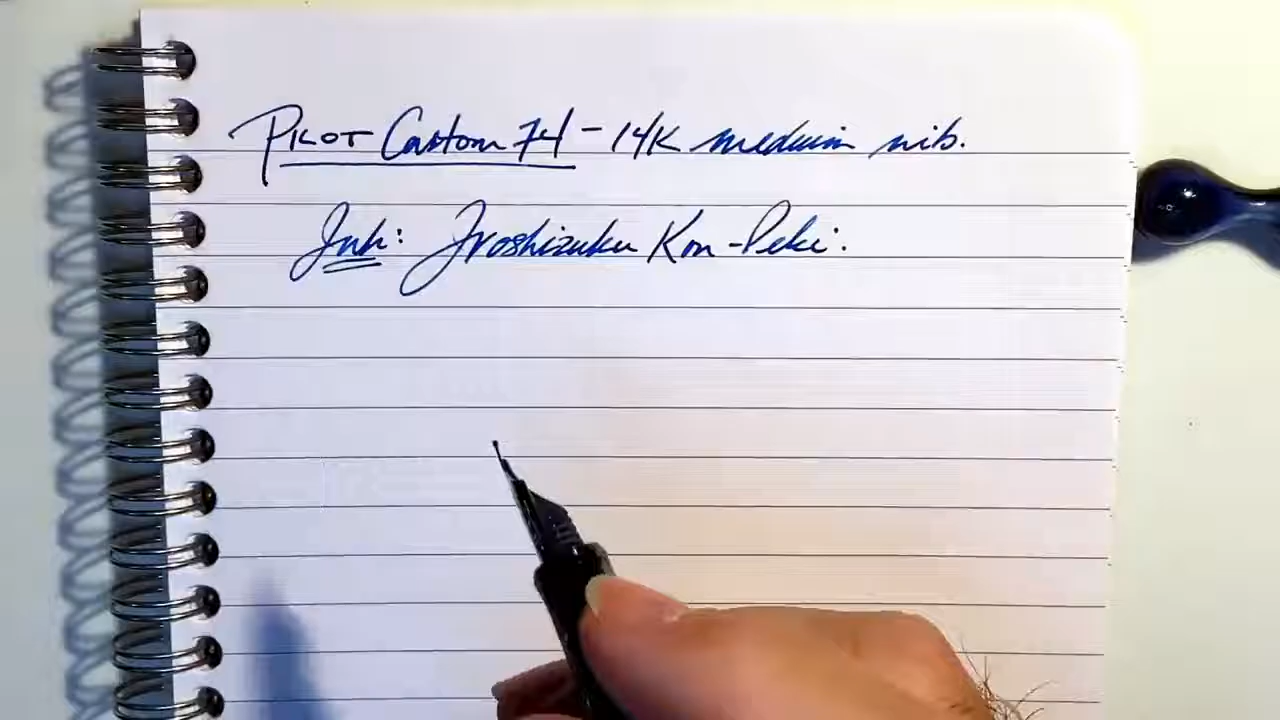 PILOT Custom 74 - 14K medium nib.
Ink: Iroshizuku Kon-Peki.